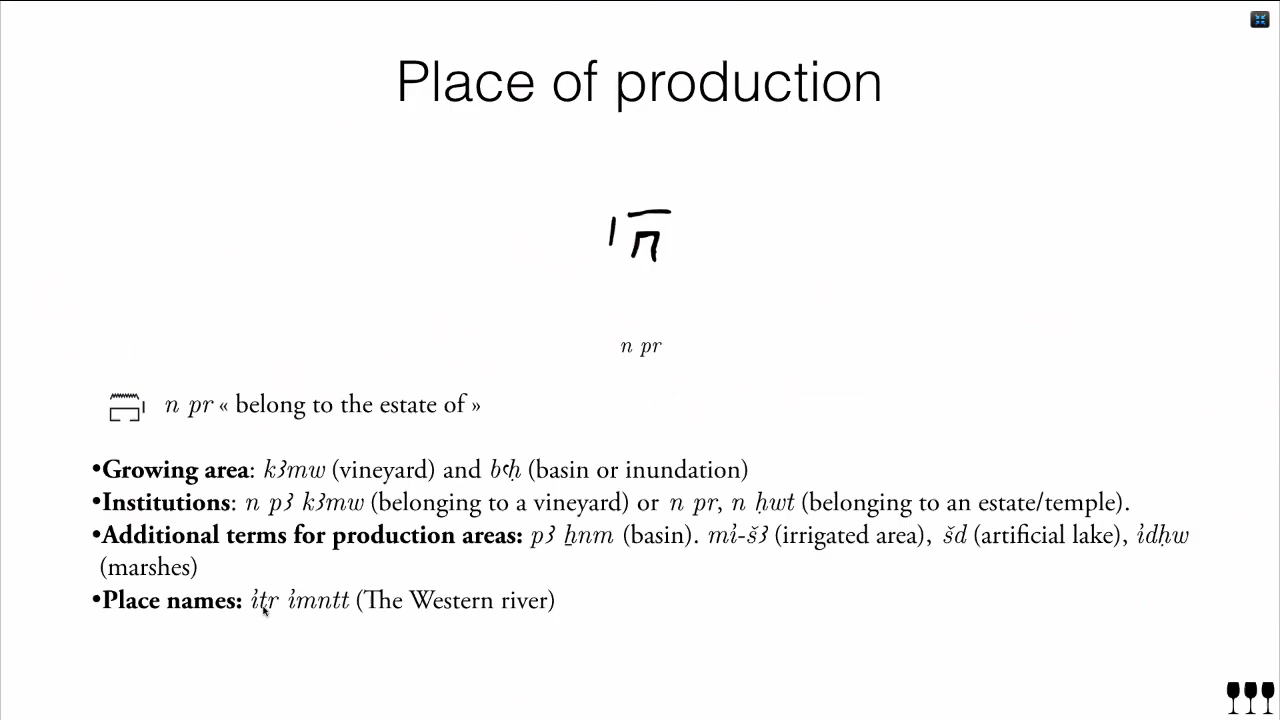 Place of production
n pr
n pr « belong to the estate of »
•Growing area: kꜣmw (vineyard) and bꜥḥ (basin or inundation)
•Institutions: n pꜣ kꜣmw (belonging to a vineyard) or n pr, n ḥwt (belonging to an estate/temple).
•Additional terms for production areas: pꜣ ẖnm (basin). mỉ-šꜣ (irrigated area), šd (artificial lake), ỉdḥw
(marshes)
•Place names: ỉtr ỉmntt (The Western river)